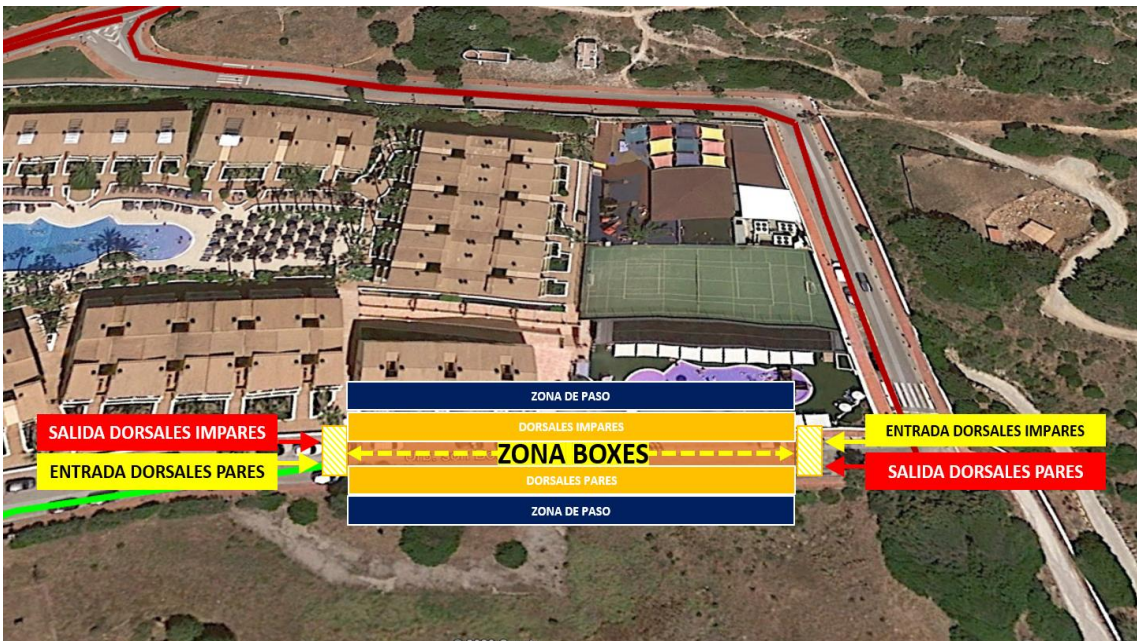 ZONA DE PASO
DORSALES IMPARES
SALIDA DORSALES IMPARES
ENTRADA DORSALES IMPARES
ZONA BOXES
ENTRADA DORSALES PARES
SALIDA DORSALES PARES
DORSALES PARES
ZONA DE PASO